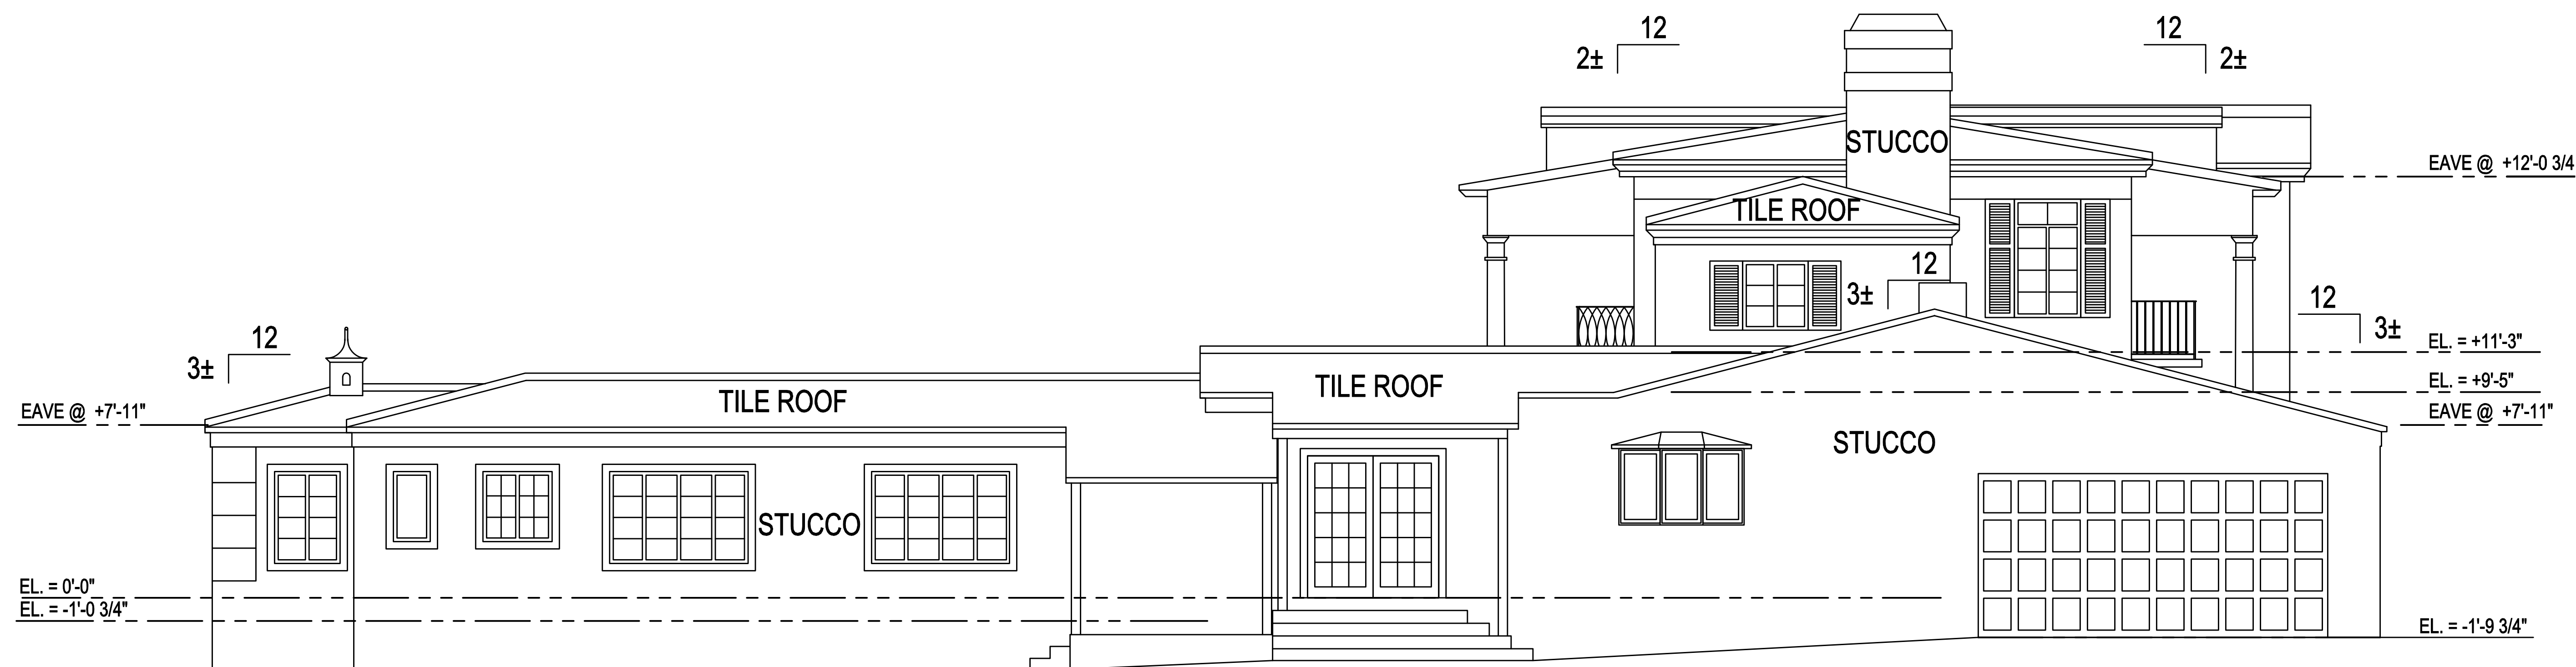 12
2±
12
2±
STUCCO
EAVE @ +12'-0 3/4
TILE ROOF
12
3±
12
3±
12
3±
EL. = +11'-3"
EL. = +9'-5"
TILE ROOF
TILE ROOF
EAVE @ +7'-11"
EAVE @ +7'-11"
STUCCO
STUCCO
EL. = 0'-0"
EL. = -1'-0 3/4"
EL. = -1'-9 3/4"